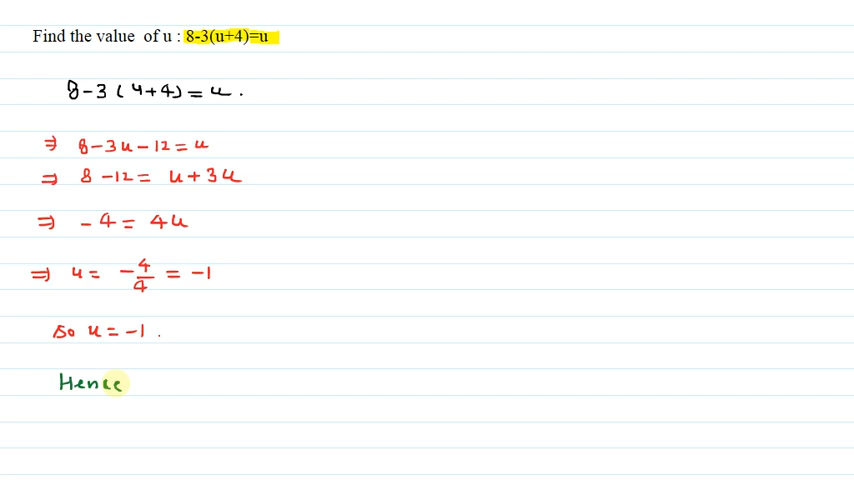 Find the value of u : 8-3(u+4)=u
8-3(u+4)=u.
⇒ 8-3u-12=u
⇒ 8-12= u+3u
⇒ -4= 4u
⇒ u= -4/4 = -1
So u=-1.
Hence